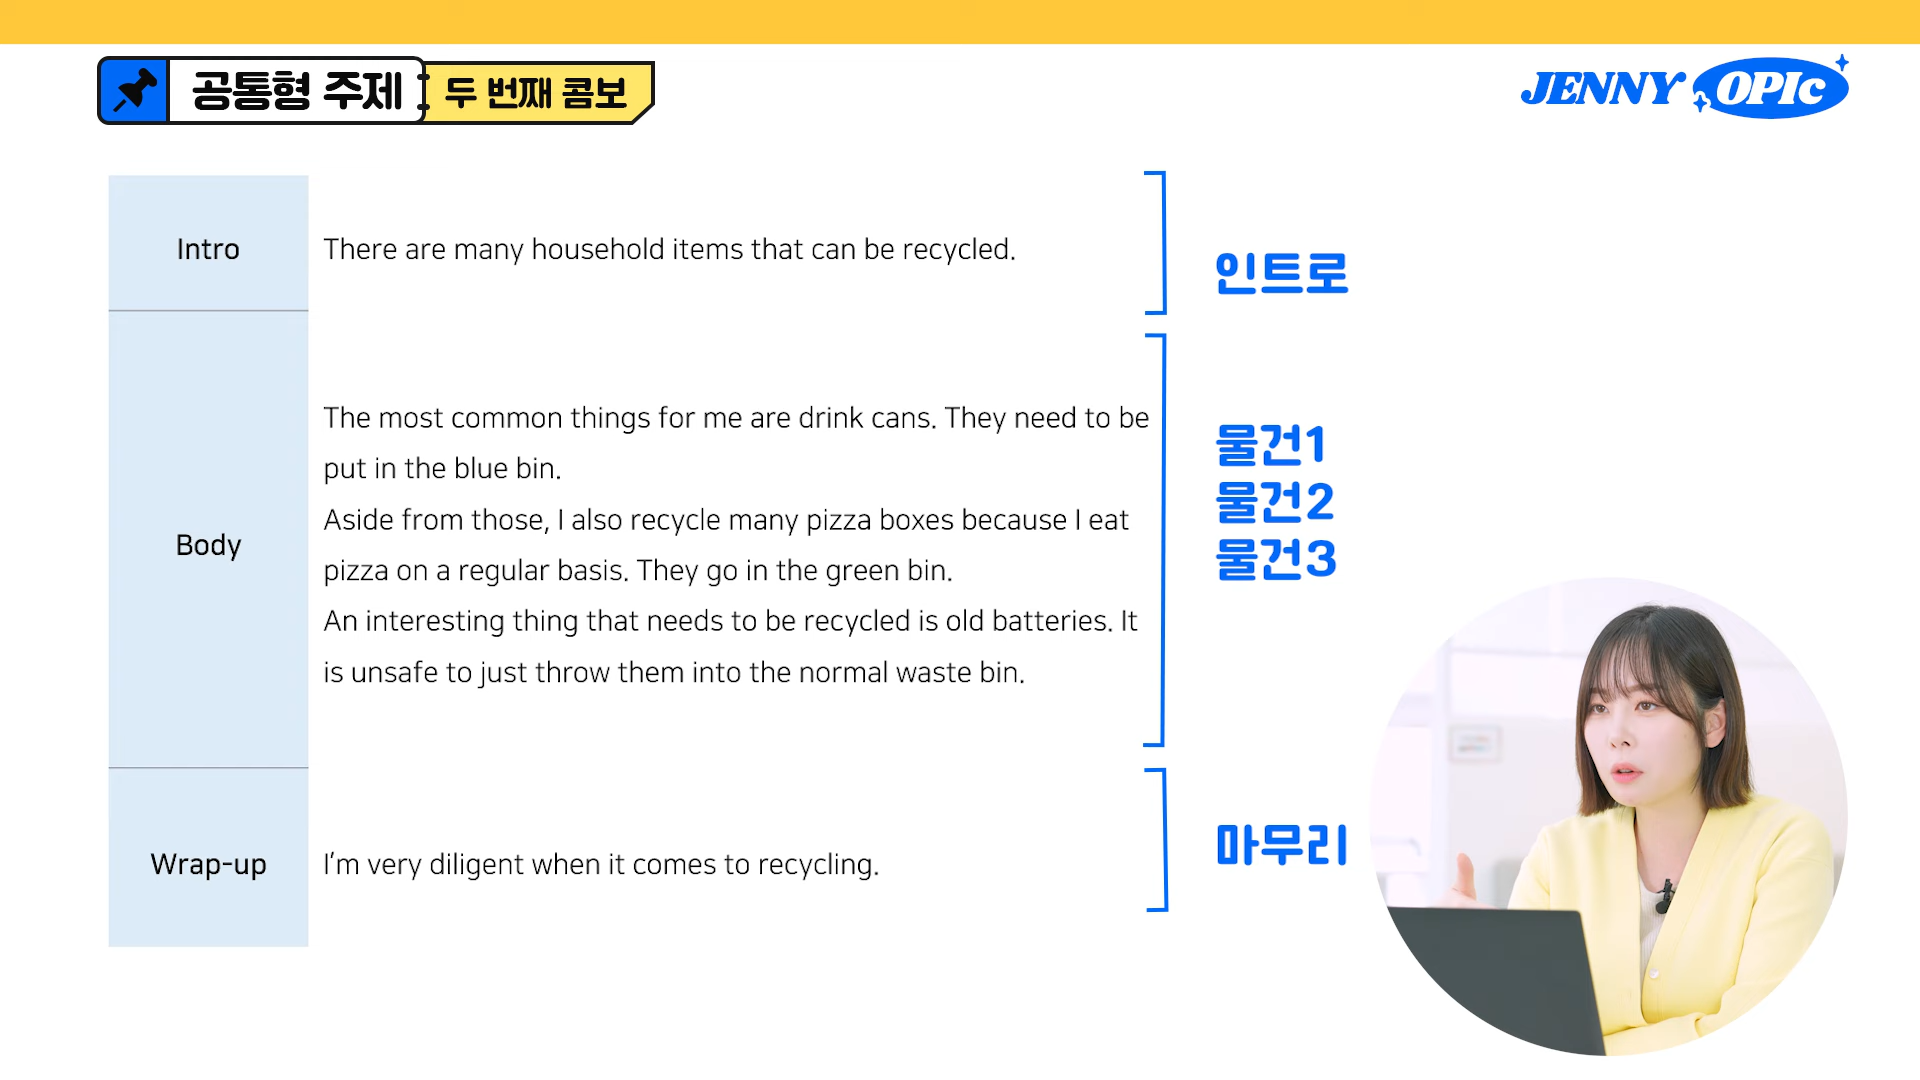 공통형 주제
두 번째 콤보
JENNY OPIc
Intro
There are many household items that can be recycled.
인트로
Body
The most common things for me are drink cans. They need to be
put in the blue bin.
Aside from those, I also recycle many pizza boxes because I eat
pizza on a regular basis. They go in the green bin.
An interesting thing that needs to be recycled is old batteries. It
is unsafe to just throw them into the normal waste bin.
물건1
물건2
물건3
Wrap-up
I'm very diligent when it comes to recycling.
마무리